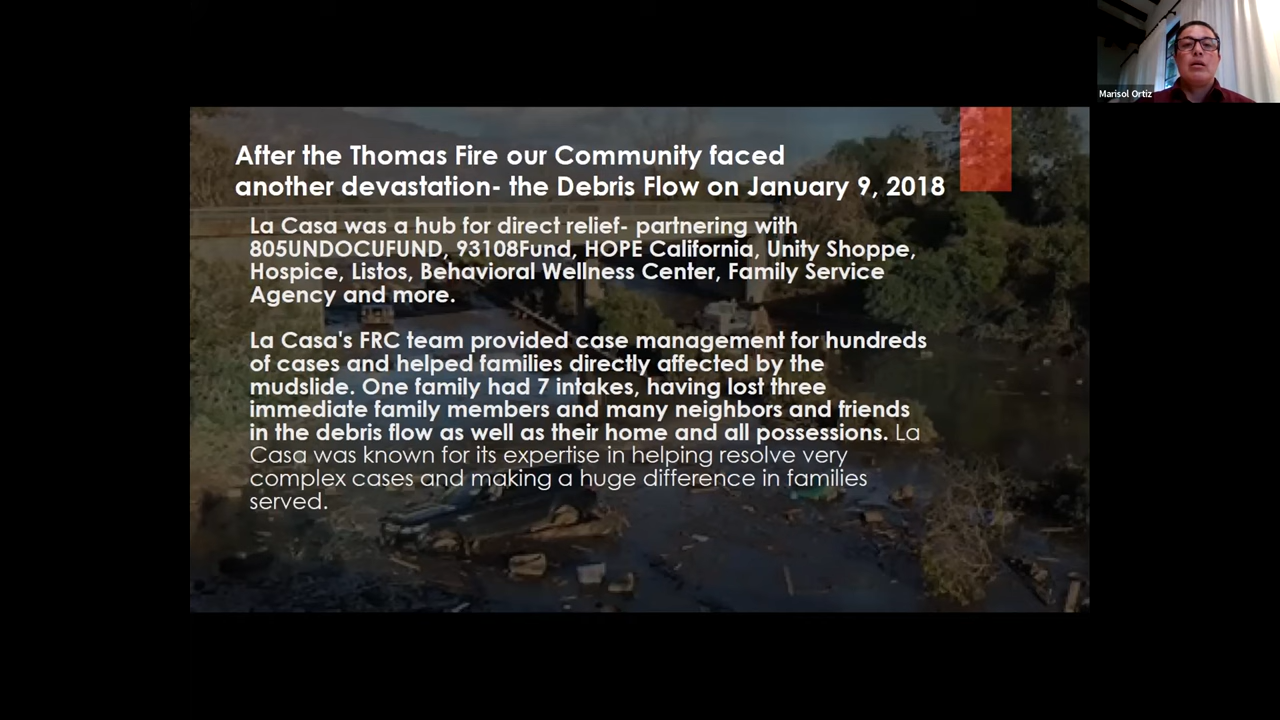 After the Thomas Fire our Community faced
another devastation- the Debris Flow on January 9, 2018
La Casa was a hub for direct relief- partnering with
805UNDOCUFUND, 93108Fund, HOPE California, Unity Shoppe,
Hospice, Listos, Behavioral Wellness Center, Family Service
Agency and more.
La Casa's FRC team provided case management for hundreds
of cases and helped families directly affected by the
mudslide. One family had 7 intakes, having lost three
immediate family members and many neighbors and friends
in the debris flow as well as their home and all possessions. La
Casa was known for its expertise in helping resolve very
complex cases and making a huge difference in families
served.
Marisol Ortiz